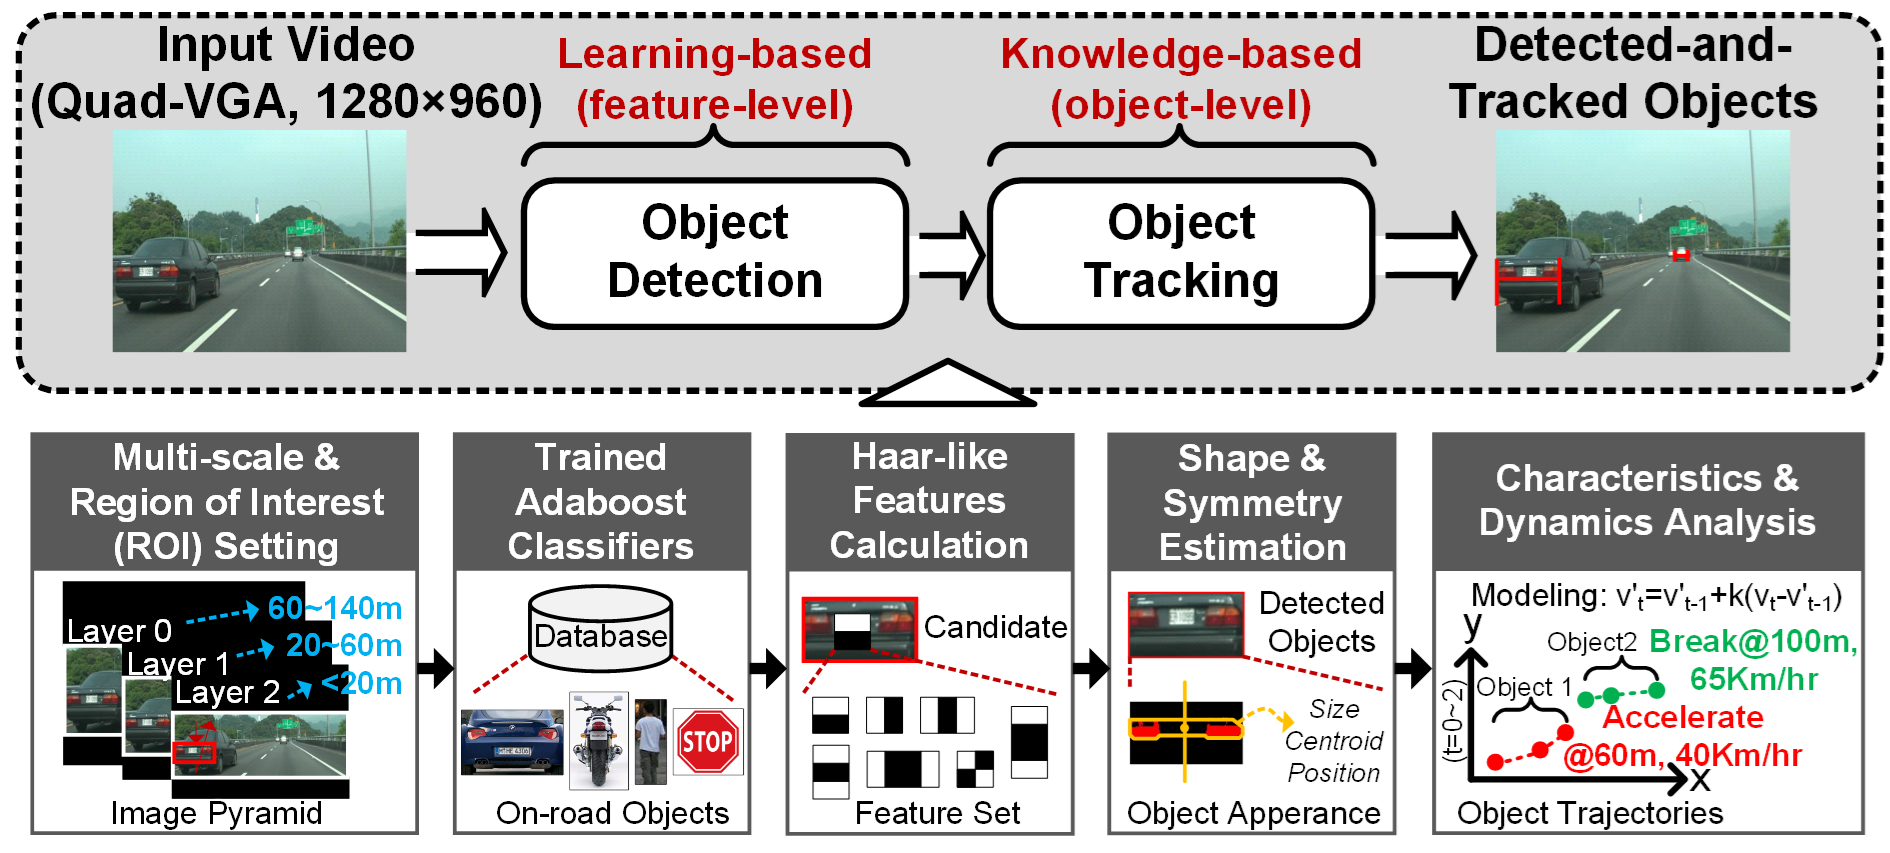 Input Video
(Quad-VGA, 1280×960)
Learning-based
(feature-level)
Knowledge-based
(object-level)
Detected-and-
Tracked Objects
Object
Detection
Object
Tracking
Multi-scale &
Region of Interest
(ROI) Setting
Layer 0
60~140m
Layer 1
20~60m
Layer 2
<20m
Image Pyramid
Trained
Adaboost
Classifiers
Database
STOP
On-road Objects
Haar-like
Features
Calculation
Candidate
Feature Set
Shape &
Symmetry
Estimation
Detected
Objects
Size
Centroid
Position
Object Apperance
Characteristics &
Dynamics Analysis
Modeling: v't=v't-1+k(vt-v't-1)
y
(t=0~2)
Object2
Break@100m,
65Km/hr
Object 1
Accelerate
@60m, 40Km/hr
x
Object Trajectories